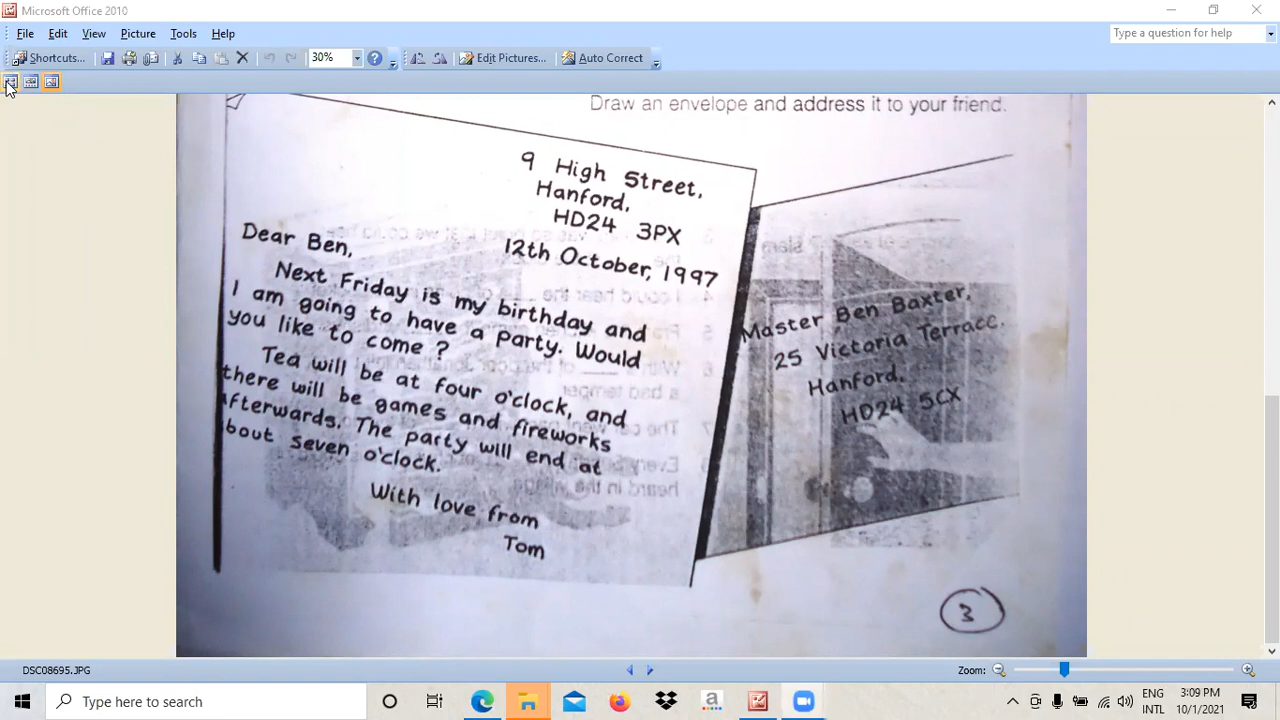 Microsoft Office 2010
File Edit View Picture Tools Help
Type a question for help
Shortcuts...
30%
Edit Pictures...
Auto Correct
Draw an envelope and address it to your friend.
9 High Street,
Hanford,
HD24 3PX
12th October, 1997
Dear Ben,
Next Friday is my birthday and
I am going to have a party. Would
you like to come?
Tea will be at four o'clock, and
there will be games and fireworks
afterwards. The party will end at
bout seven o'clock.
With love from
Tom
Master Ben Baxter,
25 Victoria Terrace.
Hanford,
HD24 5CX
3
DSC08695.JPG
Zoom:
Type here to search
ENG
INTL
3:09 PM
10/1/2021